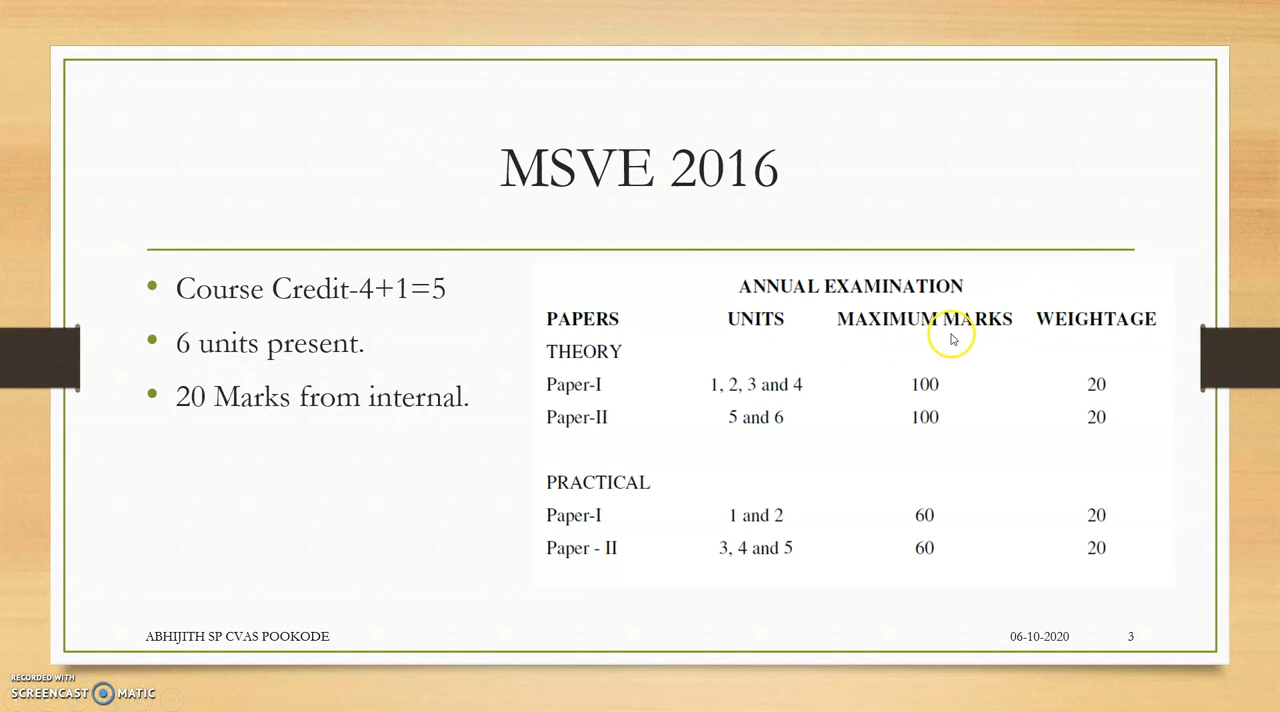 MSVE 2016
• Course Credit-4+1=5
• 6 units present.
• 20 Marks from internal.
ANNUAL EXAMINATION
PAPERS UNITS MAXIMUM MARKS WEIGHTAGE
THEORY
Paper-I 1, 2, 3 and 4 100 20
Paper-II 5 and 6 100 20
PRACTICAL
Paper-I 1 and 2 60 20
Paper - II 3, 4 and 5 60 20
ABHIJITH SP CVAS POOKODE 06-10-2020 3
RECORDED WITH
SCREENCAST MATIC